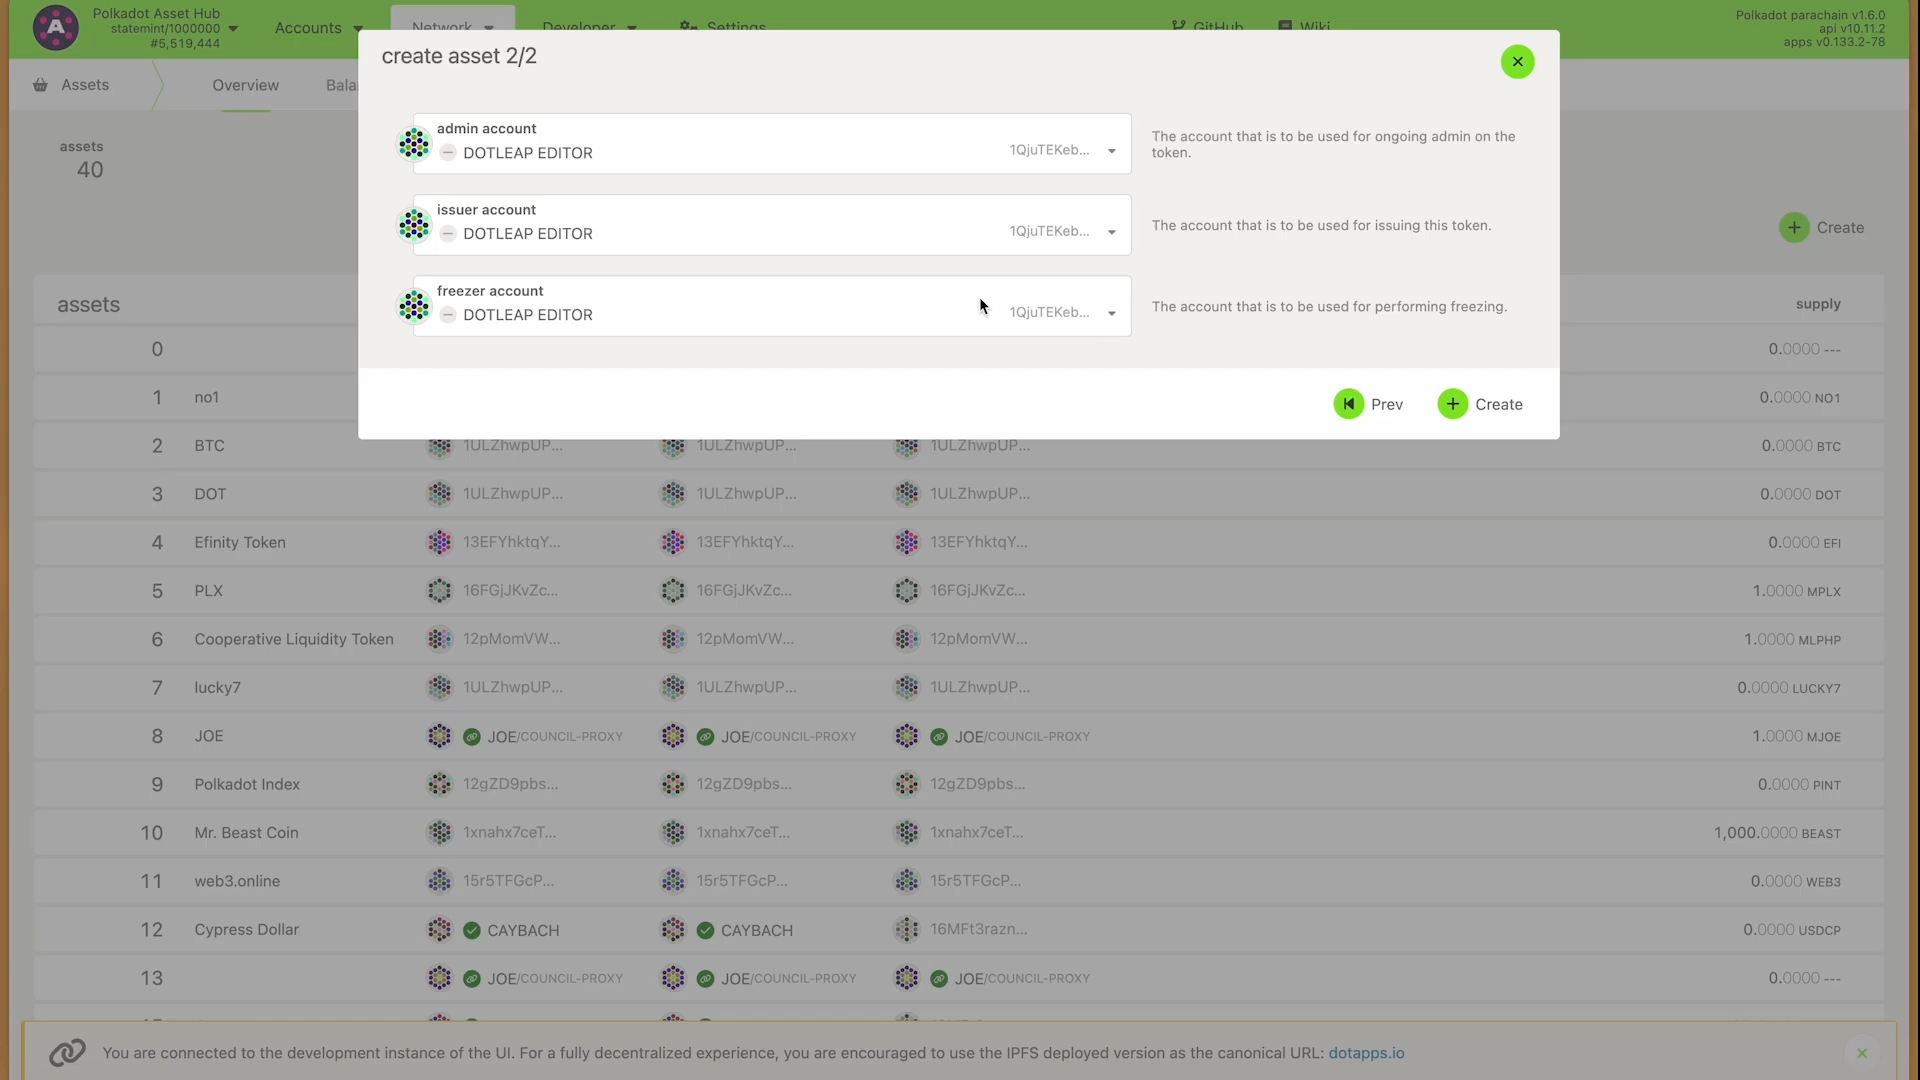 Polkadot Asset Hub
statemint/1000000
#5,519,444
Accounts
Network
Developer
Settings
GitHub
Wiki
Polkadot parachain v1.6.0
api v10.11.2
apps v0.133.2-78
Assets
Overview
create asset 2/2
assets
40
admin account
DOTLEAP EDITOR
1QjuTEKeb...
The account that is to be used for ongoing admin on the
token.
issuer account
DOTLEAP EDITOR
1QjuTEKeb...
The account that is to be used for issuing this token.
freezer account
DOTLEAP EDITOR
1QjuTEKeb...
The account that is to be used for performing freezing.
Prev
Create
Create
assets supply
0 0.0000 ---
1 no1 0.0000 NO1
2 BTC 1ULZhwpUP... 1ULZhwpUP... 1ULZhwpUP... 0.0000 BTC
3 DOT 1ULZhwpUP... 1ULZhwpUP... 1ULZhwpUP... 0.0000 DOT
4 Efinity Token 13EFYhktqY... 13EFYhktqY... 13EFYhktqY... 0.0000 EFI
5 PLX 16FGjJKvZc... 16FGjJKvZc... 16FGjJKvZc... 1.0000 MPLX
6 Cooperative Liquidity Token 12pMomVW... 12pMomVW... 12pMomVW... 1.0000 MLPHP
7 lucky7 1ULZhwpUP... 1ULZhwpUP... 1ULZhwpUP... 0.0000 LUCKY7
8 JOE JOE/COUNCIL-PROXY JOE/COUNCIL-PROXY JOE/COUNCIL-PROXY 1.0000 MJOE
9 Polkadot Index 12gZD9pbs... 12gZD9pbs... 12gZD9pbs... 0.0000 PINT
10 Mr. Beast Coin 1xnahx7ceT... 1xnahx7ceT... 1xnahx7ceT... 1,000.0000 BEAST
11 web3.online 15r5TFGcP... 15r5TFGcP... 15r5TFGcP... 0.0000 WEB3
12 Cypress Dollar CAYBACH CAYBACH 16MFt3razn... 0.0000 USDCP
13 JOE/COUNCIL-PROXY JOE/COUNCIL-PROXY JOE/COUNCIL-PROXY 0.0000 ---
You are connected to the development instance of the UI. For a fully decentralized experience, you are encouraged to use the IPFS deployed version as the canonical URL: dotapps.io